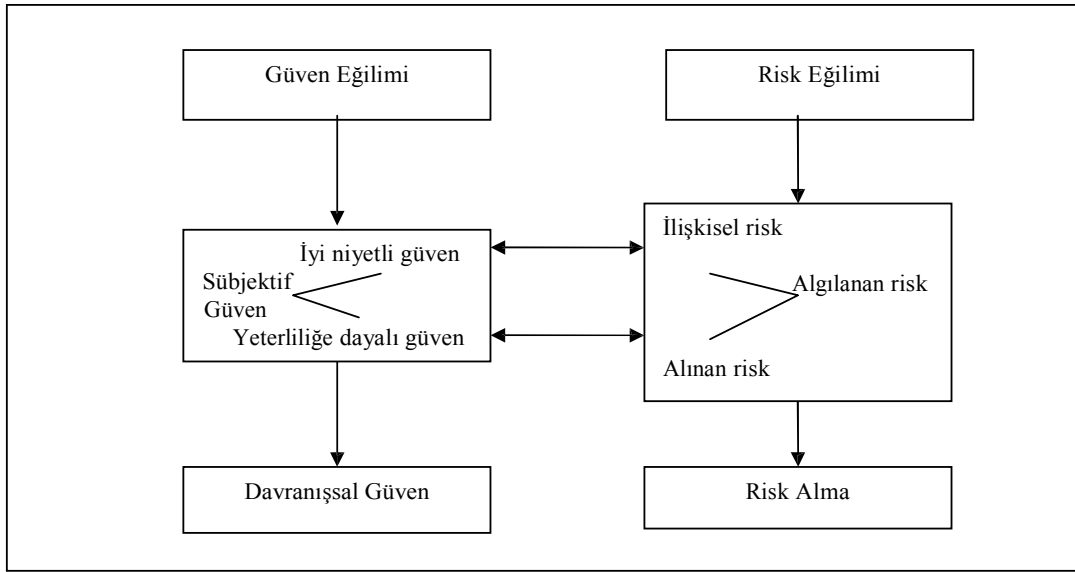 Güven Eğilimi
Risk Eğilimi
İyi niyetli güven
Sübjektif
Güven
Yeterliliğe dayalı güven
İlişkisel risk
Algılanan risk
Alınan risk
Davranışsal Güven
Risk Alma